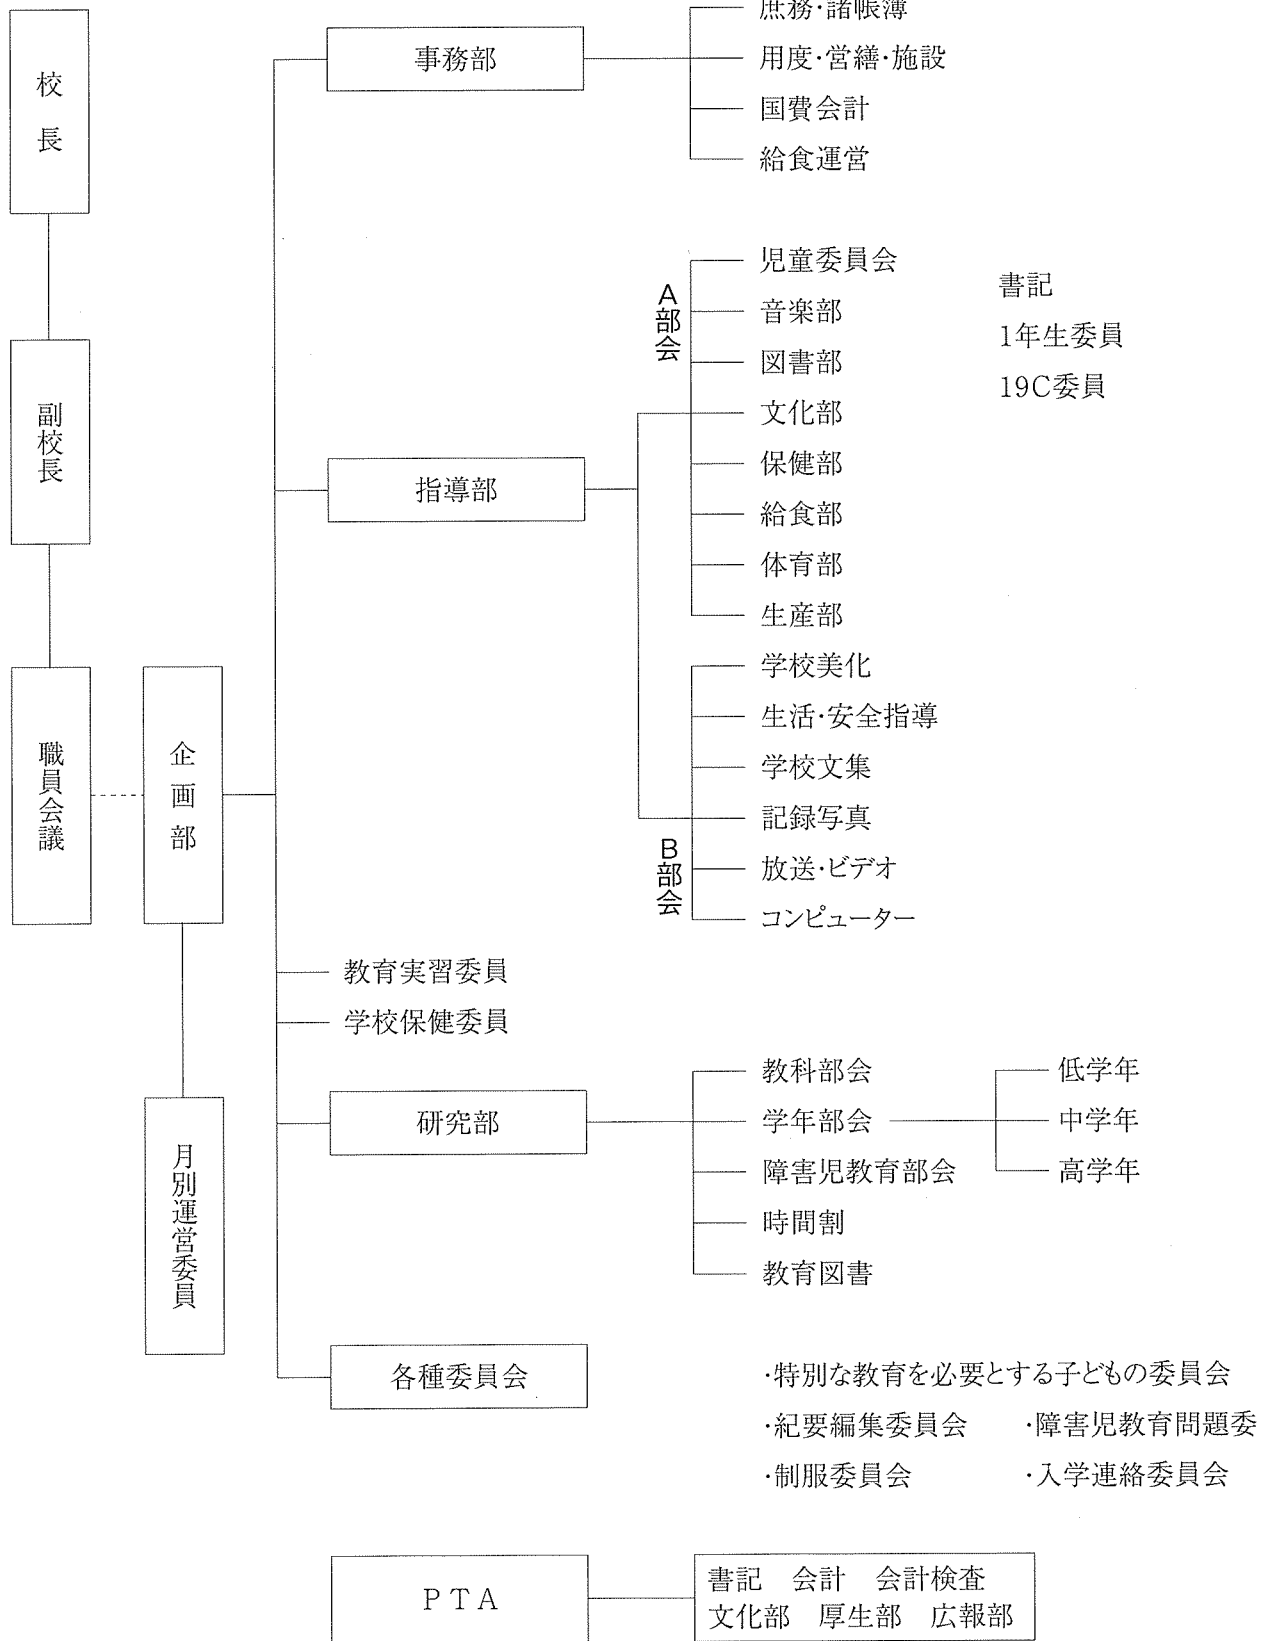 校長
副校長
職員会議
企画部
月別運営委員
事務部
庶務・諸帳簿
用度・営繕・施設
国費会計
給食運営
指導部
A部会
児童委員会
音楽部
図書部
文化部
保健部
給食部
体育部
生産部
書記
1年生委員
19C委員
B部会
学校美化
生活・安全指導
学校文集
記録写真
放送・ビデオ
コンピューター
教育実習委員
学校保健委員
研究部
教科部会
学年部会
障害児教育部会
時間割
教育図書
低学年
中学年
高学年
各種委員会
・特別な教育を必要とする子どもの委員会
・紀要編集委員会 ・障害児教育問題委
・制服委員会 ・入学連絡委員会
PTA
書記 会計 会計検査
文化部 厚生部 広報部